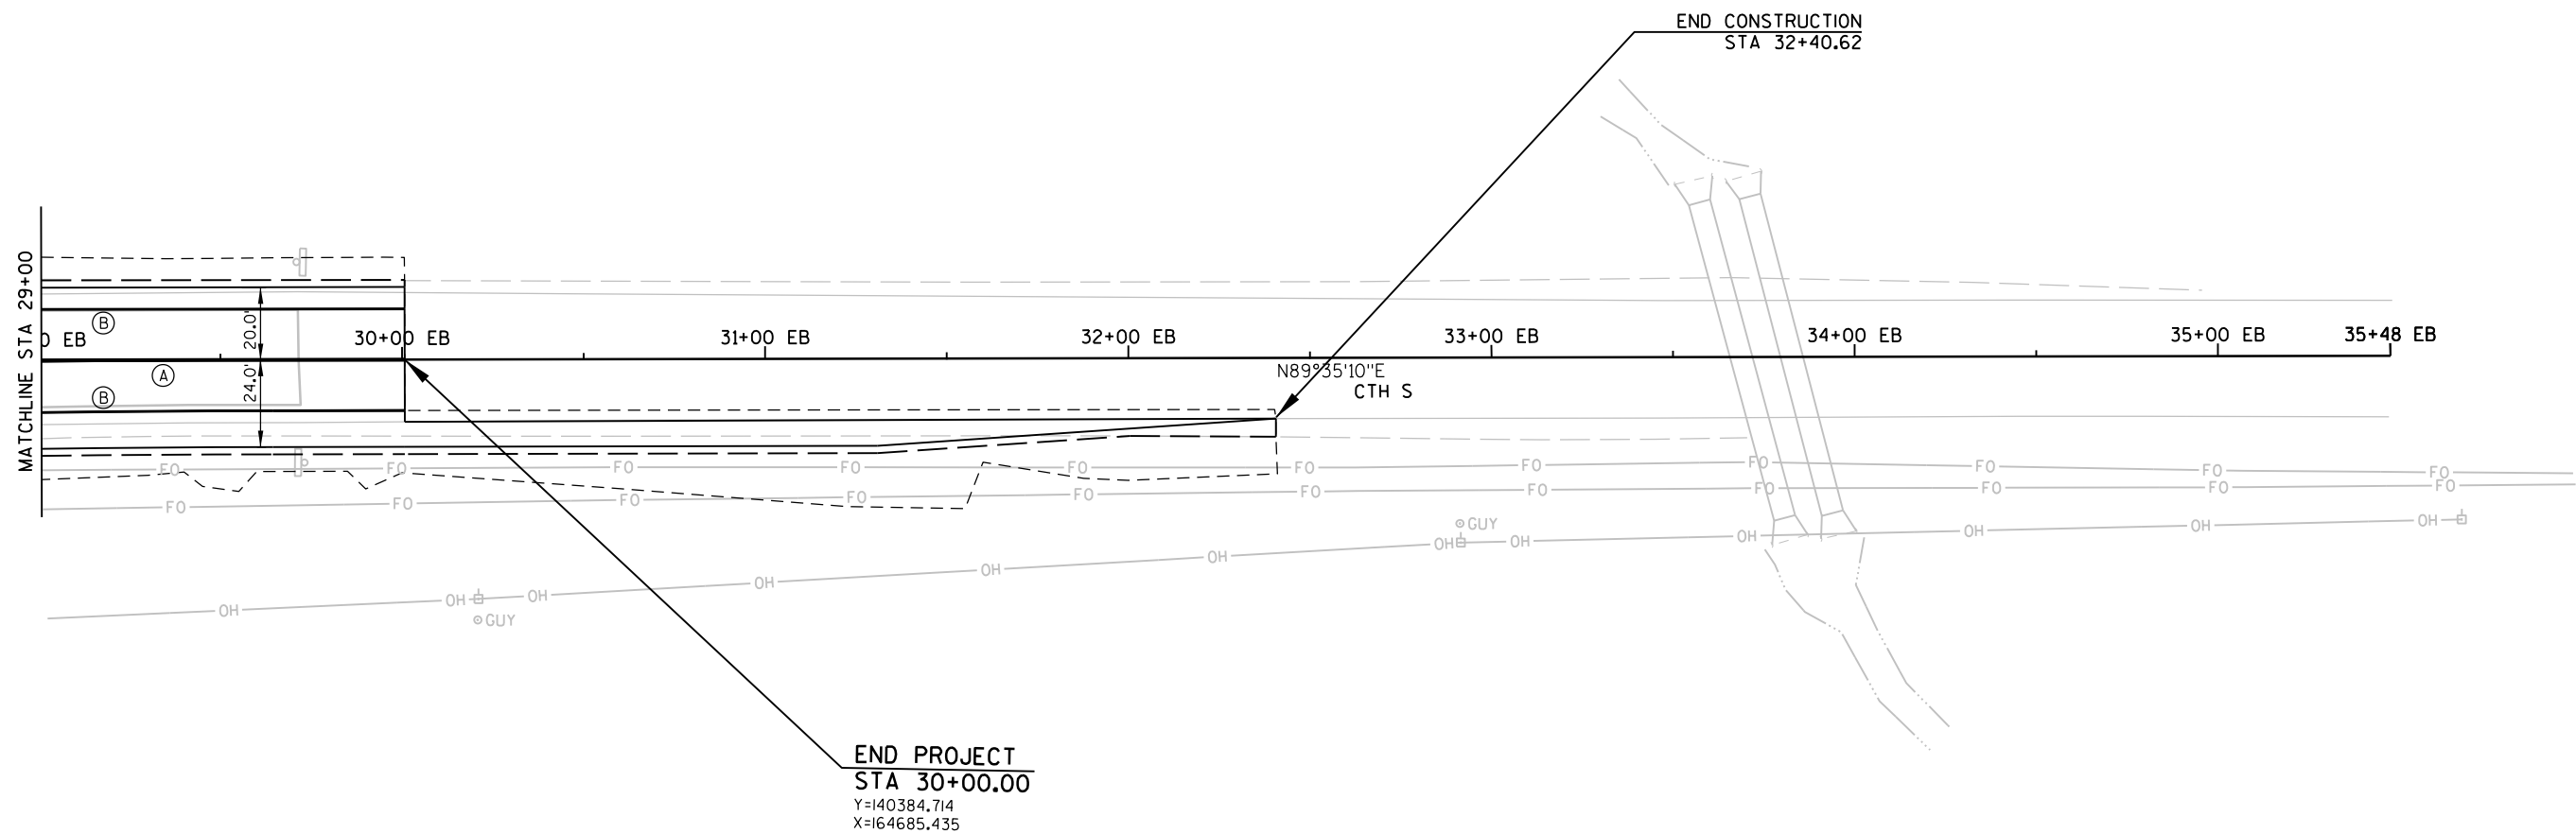 END CONSTRUCTION
STA 32+40.62
MATCHLINE STA 29+00
0 EB
30+00 EB
31+00 EB
32+00 EB
33+00 EB
34+00 EB
35+00 EB
35+48 EB
B
20.0'
A
24.0'
B
N89°35'10"E
CTH S
FO FO FO FO FO FO FO FO FO FO FO
FO FO FO FO FO FO FO FO FO FO FO
GUY
OH OH OH OH OH OH OH OH OH OH OH OH OH
GUY
END PROJECT
STA 30+00.00
Y=140384.714
X=164685.435